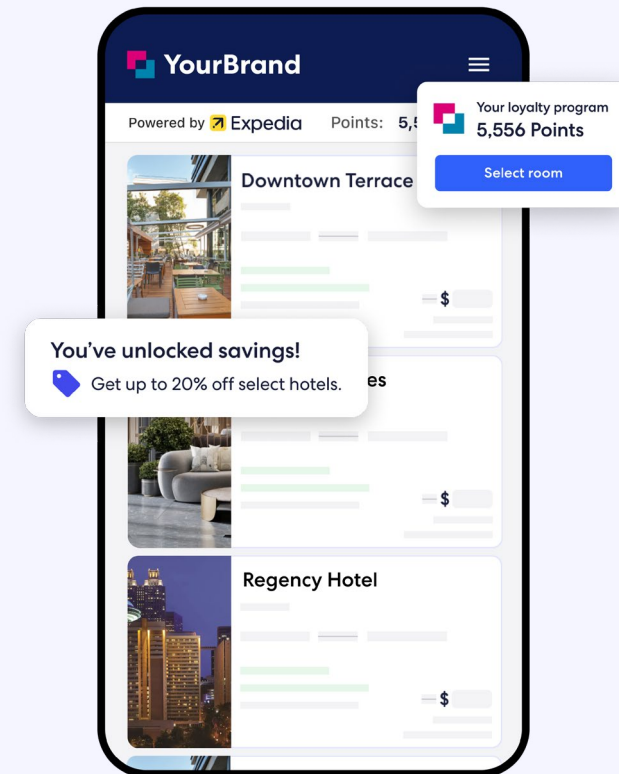 YourBrand
Powered by Expedia Points: 5,5
Your loyalty program
5,556 Points
Select room
Downtown Terrace
$
You've unlocked savings!
Get up to 20% off select hotels.
es
$
Regency Hotel
$